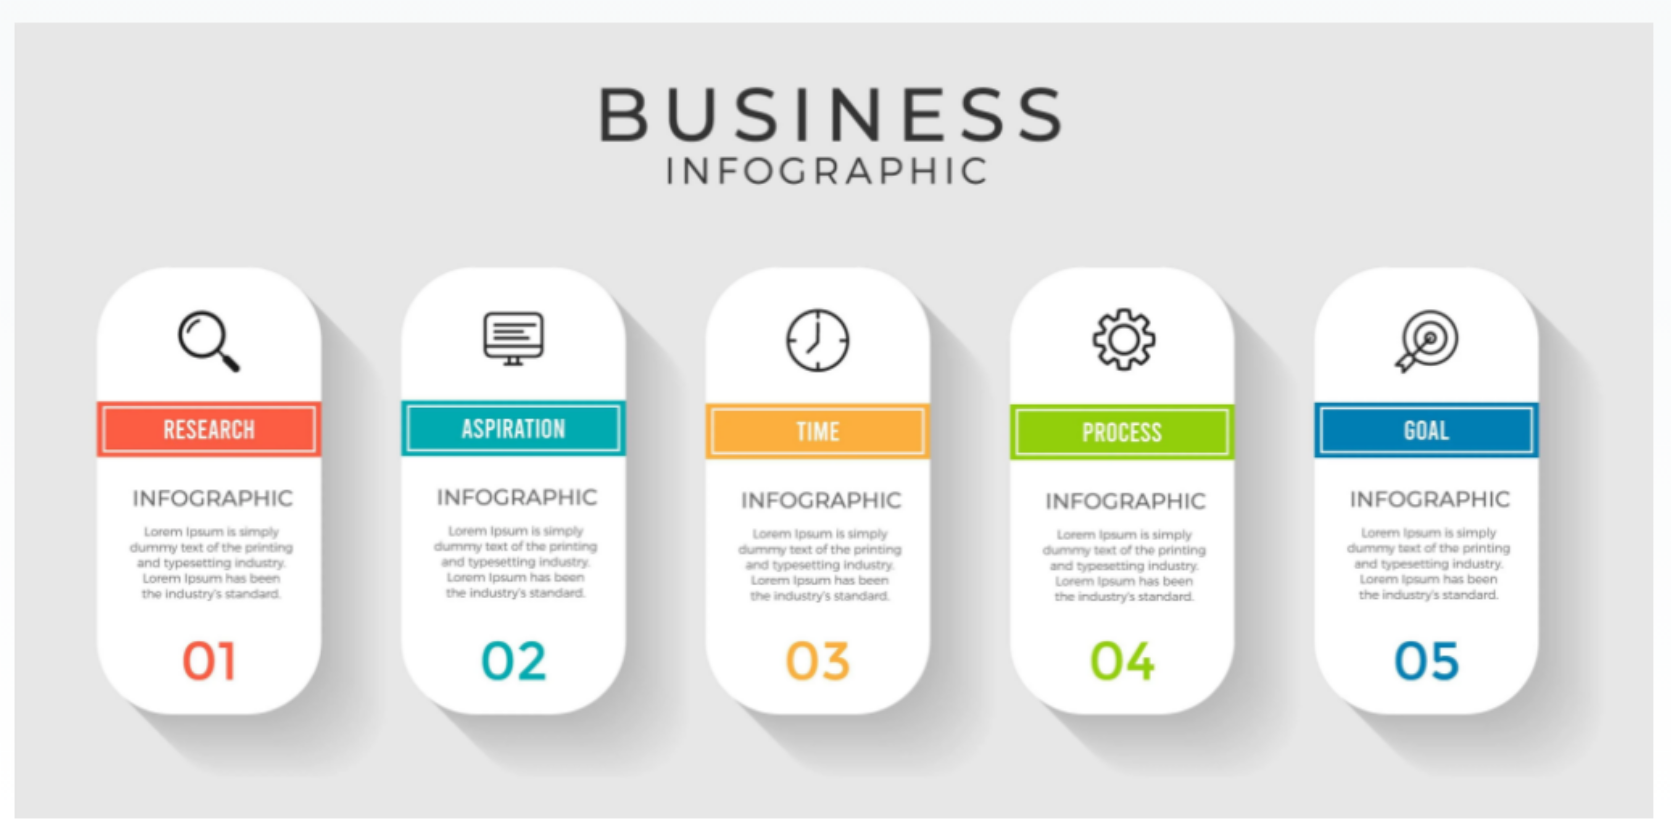 BUSINESS
INFOGRAPHIC
RESEARCH
INFOGRAPHIC
Lorem Ipsum is simply
dummy text of the printing
and typesetting industry.
Lorem Ipsum has been
the industry's standard.
01
ASPIRATION
INFOGRAPHIC
Lorem Ipsum is simply
dummy text of the printing
and typesetting industry.
Lorem Ipsum has been
the industry's standard.
02
TIME
INFOGRAPHIC
Lorem Ipsum is simply
dummy text of the printing
and typesetting industry.
Lorem Ipsum has been
the industry's standard.
03
PROCESS
INFOGRAPHIC
Lorem Ipsum is simply
dummy text of the printing
and typesetting industry.
Lorem Ipsum has been
the industry's standard.
04
GOAL
INFOGRAPHIC
Lorem Ipsum is simply
dummy text of the printing
and typesetting industry.
Lorem Ipsum has been
the industry's standard.
05